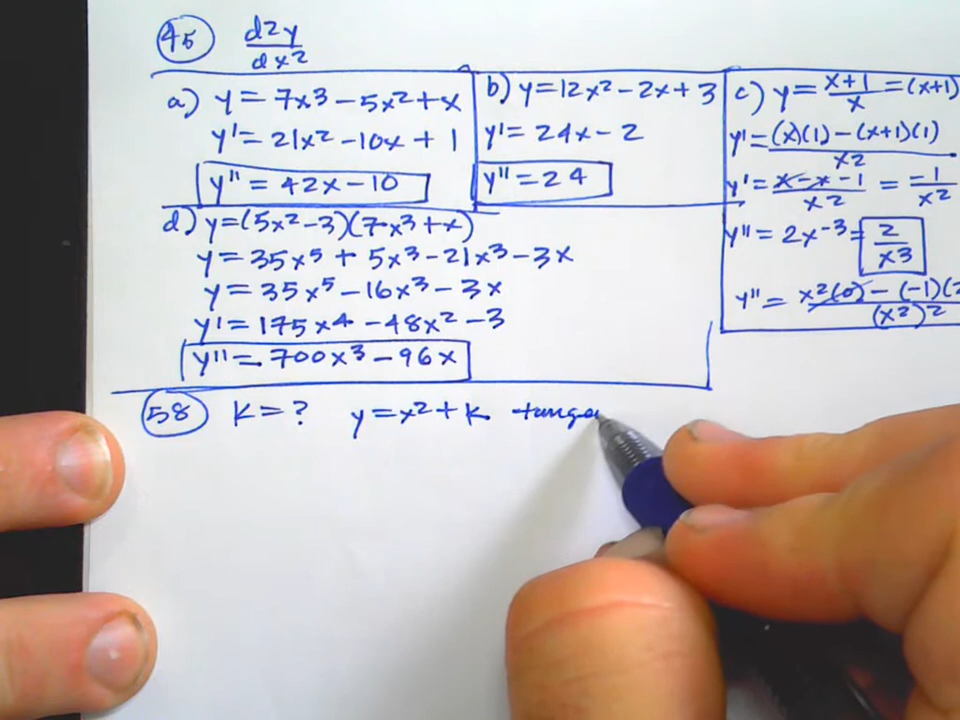 45 d2y/dx2
a) y = 7x3 - 5x2 + x
y' = 21x2 - 10x + 1
y'' = 42x - 10
b) y = 12x2 - 2x + 3
y' = 24x - 2
y'' = 24
c) y = x+1/x = (x+1)
y' = (x)(1) - (x+1)(1)/x2
y' = x - x - 1/x2 = -1/x2
y'' = 2x-3 = 2/x3
y'' = x2(0) - (-1)(2/(x2)2
d) y = (5x2 - 3)(7x3 + x)
y = 35x5 + 5x3 - 21x3 - 3x
y = 35x5 - 16x3 - 3x
y' = 175x4 - 48x2 - 3
y'' = 700x3 - 96x
58 K = ? y = x2 + k